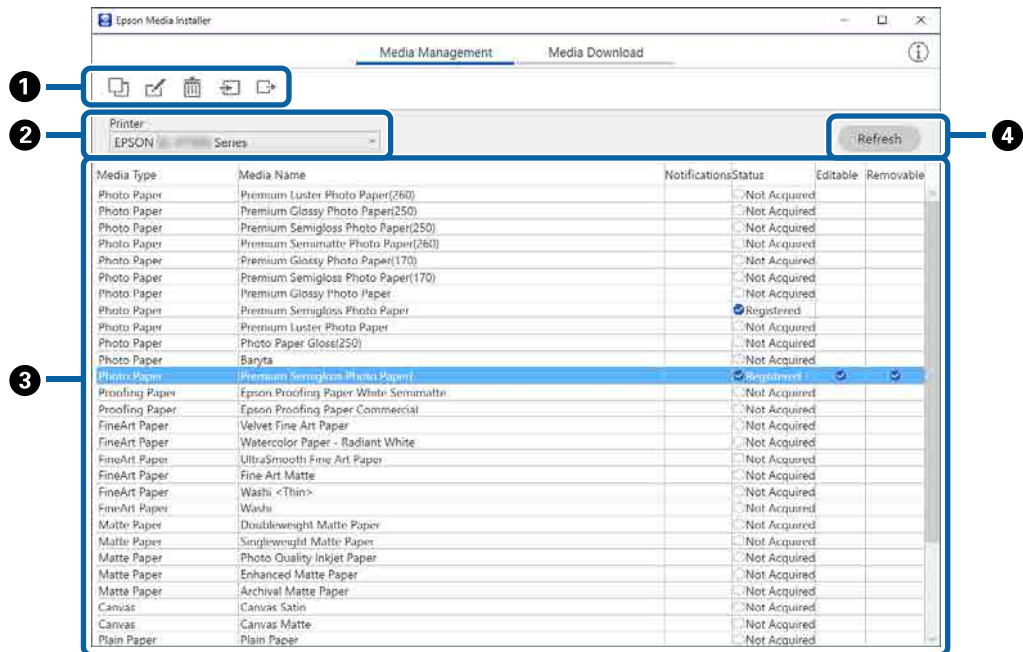 Epson Media Installer
Media Management Media Download
1
2
Printer
EPSON Series
Refresh
4
3
Media Type Media Name Notifications Status Editable Removable
Photo Paper Premium Luster Photo Paper(260) Not Acquired
Photo Paper Premium Glossy Photo Paper(250) Not Acquired
Photo Paper Premium Semigloss Photo Paper(250) Not Acquired
Photo Paper Premium Semimatte Photo Paper(260) Not Acquired
Photo Paper Premium Glossy Photo Paper(170) Not Acquired
Photo Paper Premium Semigloss Photo Paper(170) Not Acquired
Photo Paper Premium Glossy Photo Paper Not Acquired
Photo Paper Premium Semigloss Photo Paper Registered
Photo Paper Premium Luster Photo Paper Not Acquired
Photo Paper Photo Paper Gloss(250) Not Acquired
Photo Paper Baryta Not Acquired
Photo Paper Premium Semigloss Photo Paper Registered
Proofing Paper Epson Proofing Paper White Semimatte Not Acquired
Proofing Paper Epson Proofing Paper Commercial Not Acquired
FineArt Paper Velvet Fine Art Paper Not Acquired
FineArt Paper Watercolor Paper - Radiant White Not Acquired
FineArt Paper UltraSmooth Fine Art Paper Not Acquired
FineArt Paper Fine Art Matte Not Acquired
FineArt Paper Washi <Thin> Not Acquired
FineArt Paper Washi Not Acquired
Matte Paper Doubleweight Matte Paper Not Acquired
Matte Paper Singleweight Matte Paper Not Acquired
Matte Paper Photo Quality Inkjet Paper Not Acquired
Matte Paper Enhanced Matte Paper Not Acquired
Matte Paper Archival Matte Paper Not Acquired
Canvas Canvas Satin Not Acquired
Canvas Canvas Matte Not Acquired
Plain Paper Plain Paper Not Acquired